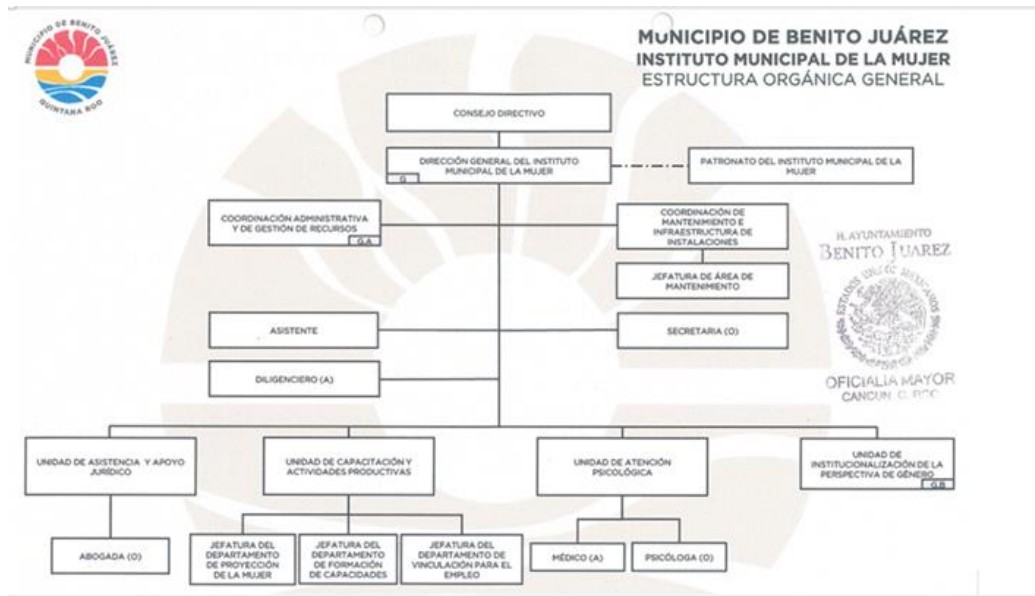 MUNICIPIO DE BENITO JUÁREZ
QUINTANA ROO
MUNICIPIO DE BENITO JUÁREZ
INSTITUTO MUNICIPAL DE LA MUJER
ESTRUCTURA ORGÁNICA GENERAL
CONSEJO DIRECTIVO
DIRECCIÓN GENERAL DEL INSTITUTO
MUNICIPAL DE LA MUJER
G
PATRONATO DEL INSTITUTO MUNICIPAL DE LA
MUJER
COORDINACIÓN ADMINISTRATIVA
Y DE GESTIÓN DE RECURSOS
G.A
COORDINACIÓN DE
MANTENIMIENTO E
INFRAESTRUCTURA DE
INSTALACIONES
JEFATURA DE ÁREA DE
MANTENIMIENTO
H. AYUNTAMIENTO
BENITO JUAREZ
ESTADOS UNIDOS MEXICANOS
OFICIALIA MAYOR
CANCUN, Q. ROO
ASISTENTE
SECRETARIA (O)
DILIGENCIERO (A)
UNIDAD DE ASISTENCIA Y APOYO
JURÍDICO
UNIDAD DE CAPACITACIÓN Y
ACTIVIDADES PRODUCTIVAS
UNIDAD DE ATENCIÓN
PSICOLÓGICA
UNIDAD DE
INSTITUCIONALIZACIÓN DE LA
PERSPECTIVA DE GÉNERO
G.B
ABOGADA (O)
JEFATURA DEL
DEPARTAMENTO
DE PROYECCIÓN
DE LA MUJER
JEFATURA DEL
DEPARTAMENTO
DE FORMACIÓN
DE CAPACIDADES
JEFATURA DEL
DEPARTAMENTO DE
VINCULACIÓN PARA EL
EMPLEO
MÉDICO (A)
PSICÓLOGA (O)